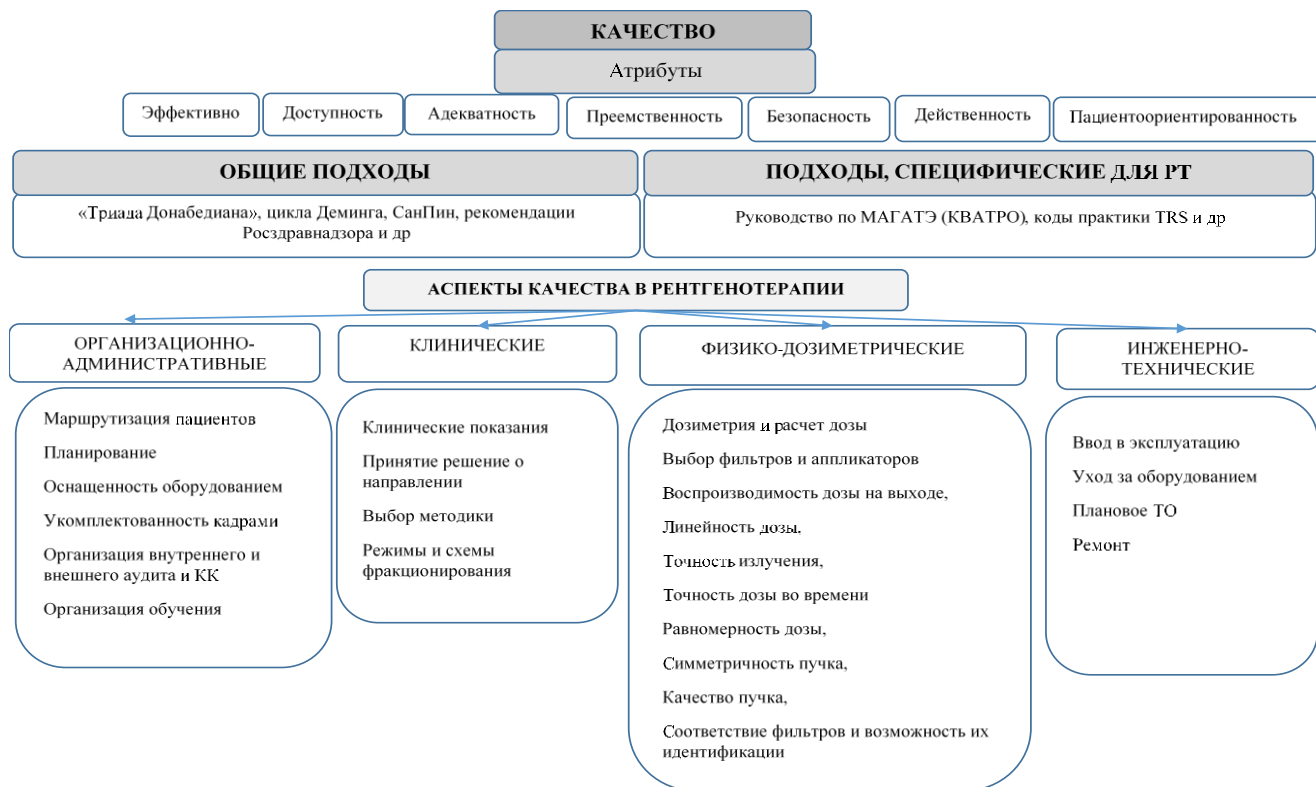 КАЧЕСТВО
Атрибуты
Эффективно
Доступность
Адекватность
Преемственность
Безопасность
Действенность
Пациентоориентированность
ОБЩИЕ ПОДХОДЫ
«Триада Донабедиана», цикла Деминга, СанПин, рекомендации
Росздравнадзора и др
ПОДХОДЫ, СПЕЦИФИЧЕСКИЕ ДЛЯ РТ
Руководство по МАГАТЭ (КВАТРО), коды практики TRS и др
АСПЕКТЫ КАЧЕСТВА В РЕНТГЕНОТЕРАПИИ
ОРГАНИЗАЦИОННО-
АДМИНИСТРАТИВНЫЕ
Маршрутизация пациентов
Планирование
Оснащенность оборудованием
Укомплектованность кадрами
Организация внутреннего и
внешнего аудита и КК
Организация обучения
КЛИНИЧЕСКИЕ
Клинические показания
Принятие решение о
направлении
Выбор методики
Режимы и схемы
фракционирования
ФИЗИКО-ДОЗИМЕТРИЧЕСКИЕ
Дозиметрия и расчет дозы
Выбор фильтров и аппликаторов
Воспроизводимость дозы на выходе,
Линейность дозы,
Точность излучения,
Точность дозы во времени
Равномерность дозы,
Симметричность пучка,
Качество пучка,
Соответствие фильтров и возможность их
идентификации
ИНЖЕНЕРНО-
ТЕХНИЧЕСКИЕ
Ввод в эксплуатацию
Уход за оборудованием
Плановое ТО
Ремонт